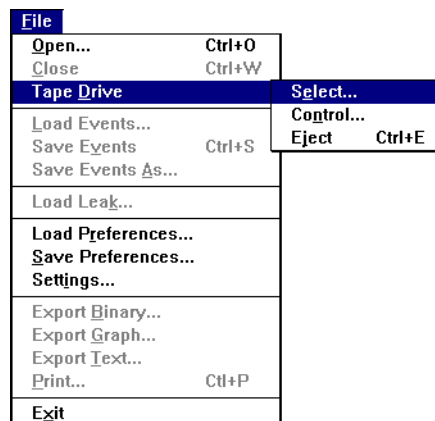 File
Open... Ctrl+O
Close Ctrl+W
Tape Drive
Select...
Control...
Eject Ctrl+E
Load Events...
Save Events Ctrl+S
Save Events As...
Load Leak...
Load Preferences...
Save Preferences...
Settings...
Export Binary...
Export Graph...
Export Text...
Print... Ctl+P
Exit